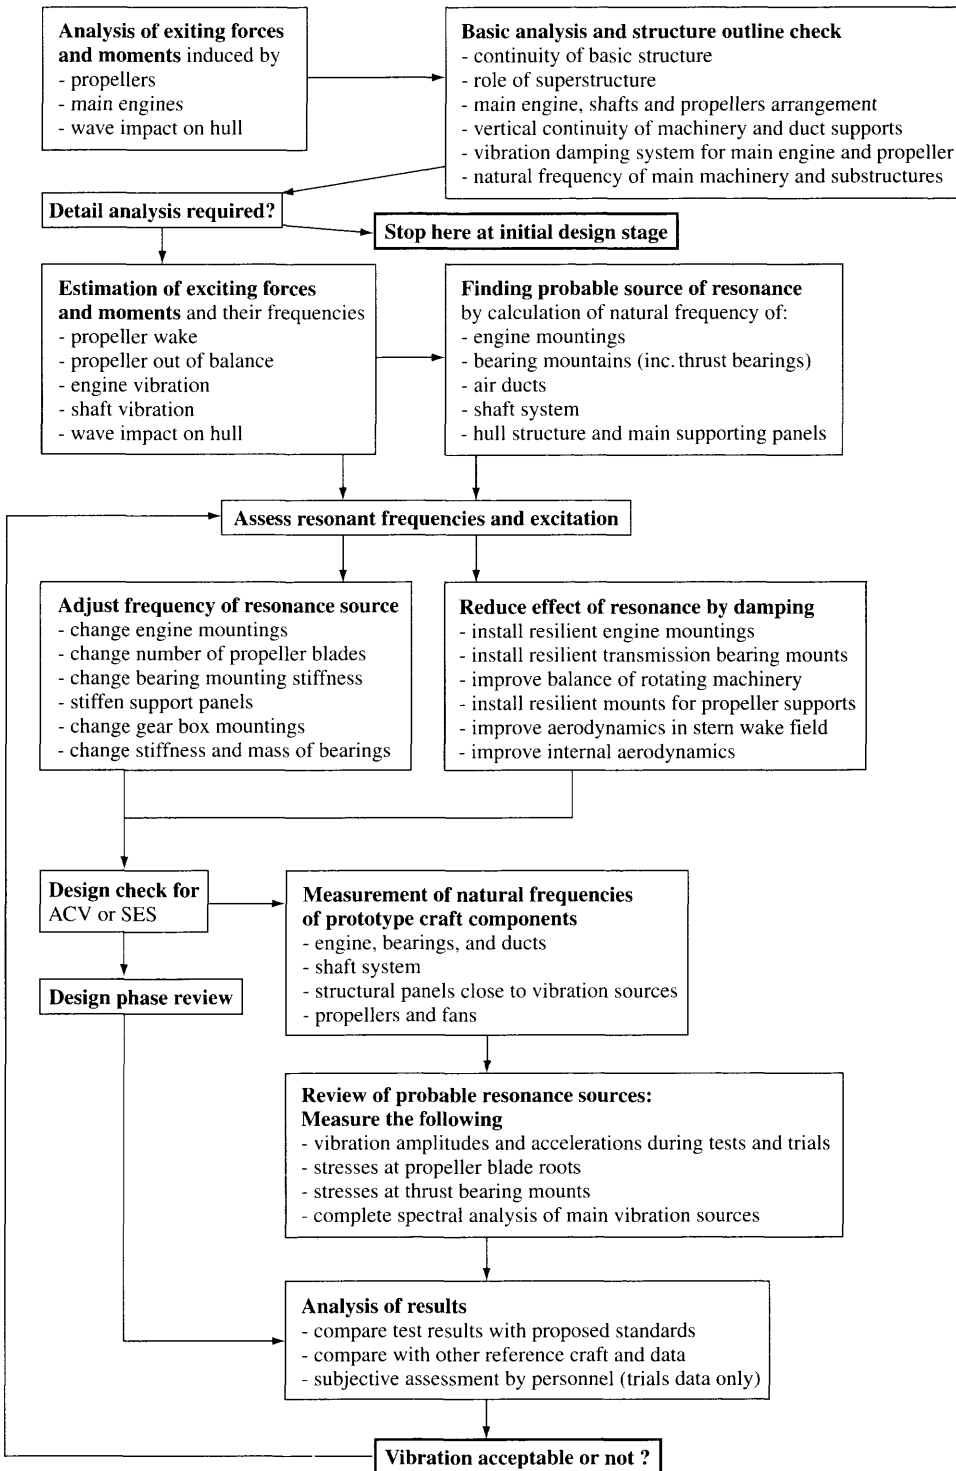 Analysis of exiting forces
and moments induced by
- propellers
- main engines
- wave impact on hull
Basic analysis and structure outline check
- continuity of basic structure
- role of superstructure
- main engine, shafts and propellers arrangement
- vertical continuity of machinery and duct supports
- vibration damping system for main engine and propeller
- natural frequency of main machinery and substructures
Detail analysis required?
Stop here at initial design stage
Estimation of exciting forces
and moments and their frequencies
- propeller wake
- propeller out of balance
- engine vibration
- shaft vibration
- wave impact on hull
Finding probable source of resonance
by calculation of natural frequency of:
- engine mountings
- bearing mountains (inc. thrust bearings)
- air ducts
- shaft system
- hull structure and main supporting panels
Assess resonant frequencies and excitation
Adjust frequency of resonance source
- change engine mountings
- change number of propeller blades
- change bearing mounting stiffness
- stiffen support panels
- change gear box mountings
- change stiffness and mass of bearings
Reduce effect of resonance by damping
- install resilient engine mountings
- install resilient transmission bearing mounts
- improve balance of rotating machinery
- install resilient mounts for propeller supports
- improve aerodynamics in stern wake field
- improve internal aerodynamics
Design check for
ACV or SES
Measurement of natural frequencies
of prototype craft components
- engine, bearings, and ducts
- shaft system
- structural panels close to vibration sources
- propellers and fans
Design phase review
Review of probable resonance sources:
Measure the following
- vibration amplitudes and accelerations during tests and trials
- stresses at propeller blade roots
- stresses at thrust bearing mounts
- complete spectral analysis of main vibration sources
Analysis of results
- compare test results with proposed standards
- compare with other reference craft and data
- subjective assessment by personnel (trials data only)
Vibration acceptable or not ?